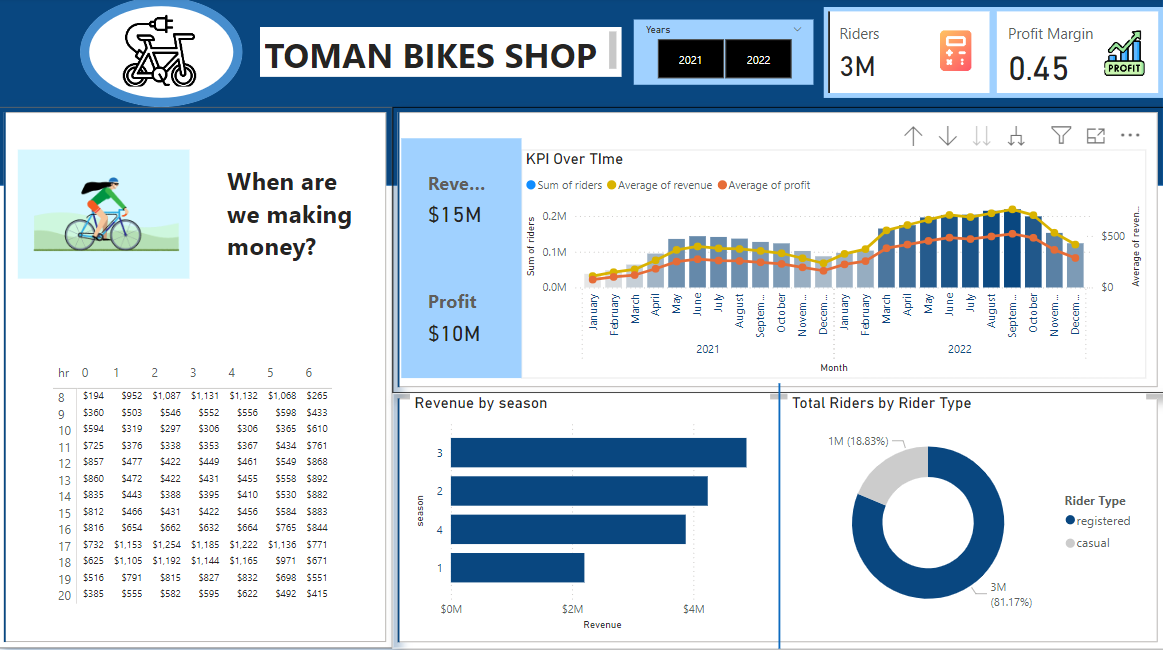 TOMAN BIKES SHOP
Years
2021
2022
Riders
3M
Profit Margin
0.45
PROFIT
When are
we making
money?
hr 0 1 2 3 4 5 6
8 $194 $952 $1,087 $1,131 $1,132 $1,068 $265
9 $360 $503 $546 $552 $556 $598 $433
10 $594 $319 $297 $306 $306 $365 $610
11 $725 $376 $338 $353 $367 $434 $761
12 $857 $477 $422 $449 $461 $549 $868
13 $860 $472 $422 $431 $455 $558 $892
14 $835 $443 $388 $395 $410 $530 $882
15 $812 $466 $431 $422 $456 $584 $883
16 $816 $654 $662 $632 $664 $765 $844
17 $732 $1,153 $1,254 $1,185 $1,222 $1,136 $771
18 $625 $1,105 $1,192 $1,144 $1,165 $971 $671
19 $516 $791 $815 $827 $832 $698 $551
20 $385 $555 $582 $595 $622 $492 $415
Reve...
$15M
Profit
$10M
KPI Over TIme
Sum of riders Average of revenue Average of profit
Sum of riders
0.2M
0.1M
0.0M
$500
$0
Average of reven...
January February March April May June July August Septem... October Novem... Decem... January February March April May June July August Septem... October Novem... Decem...
2021 2022
Month
Revenue by season
season
3
2
4
1
$0M $2M $4M
Revenue
Total Riders by Rider Type
1M (18.83%)
3M
(81.17%)
Rider Type
registered
casual